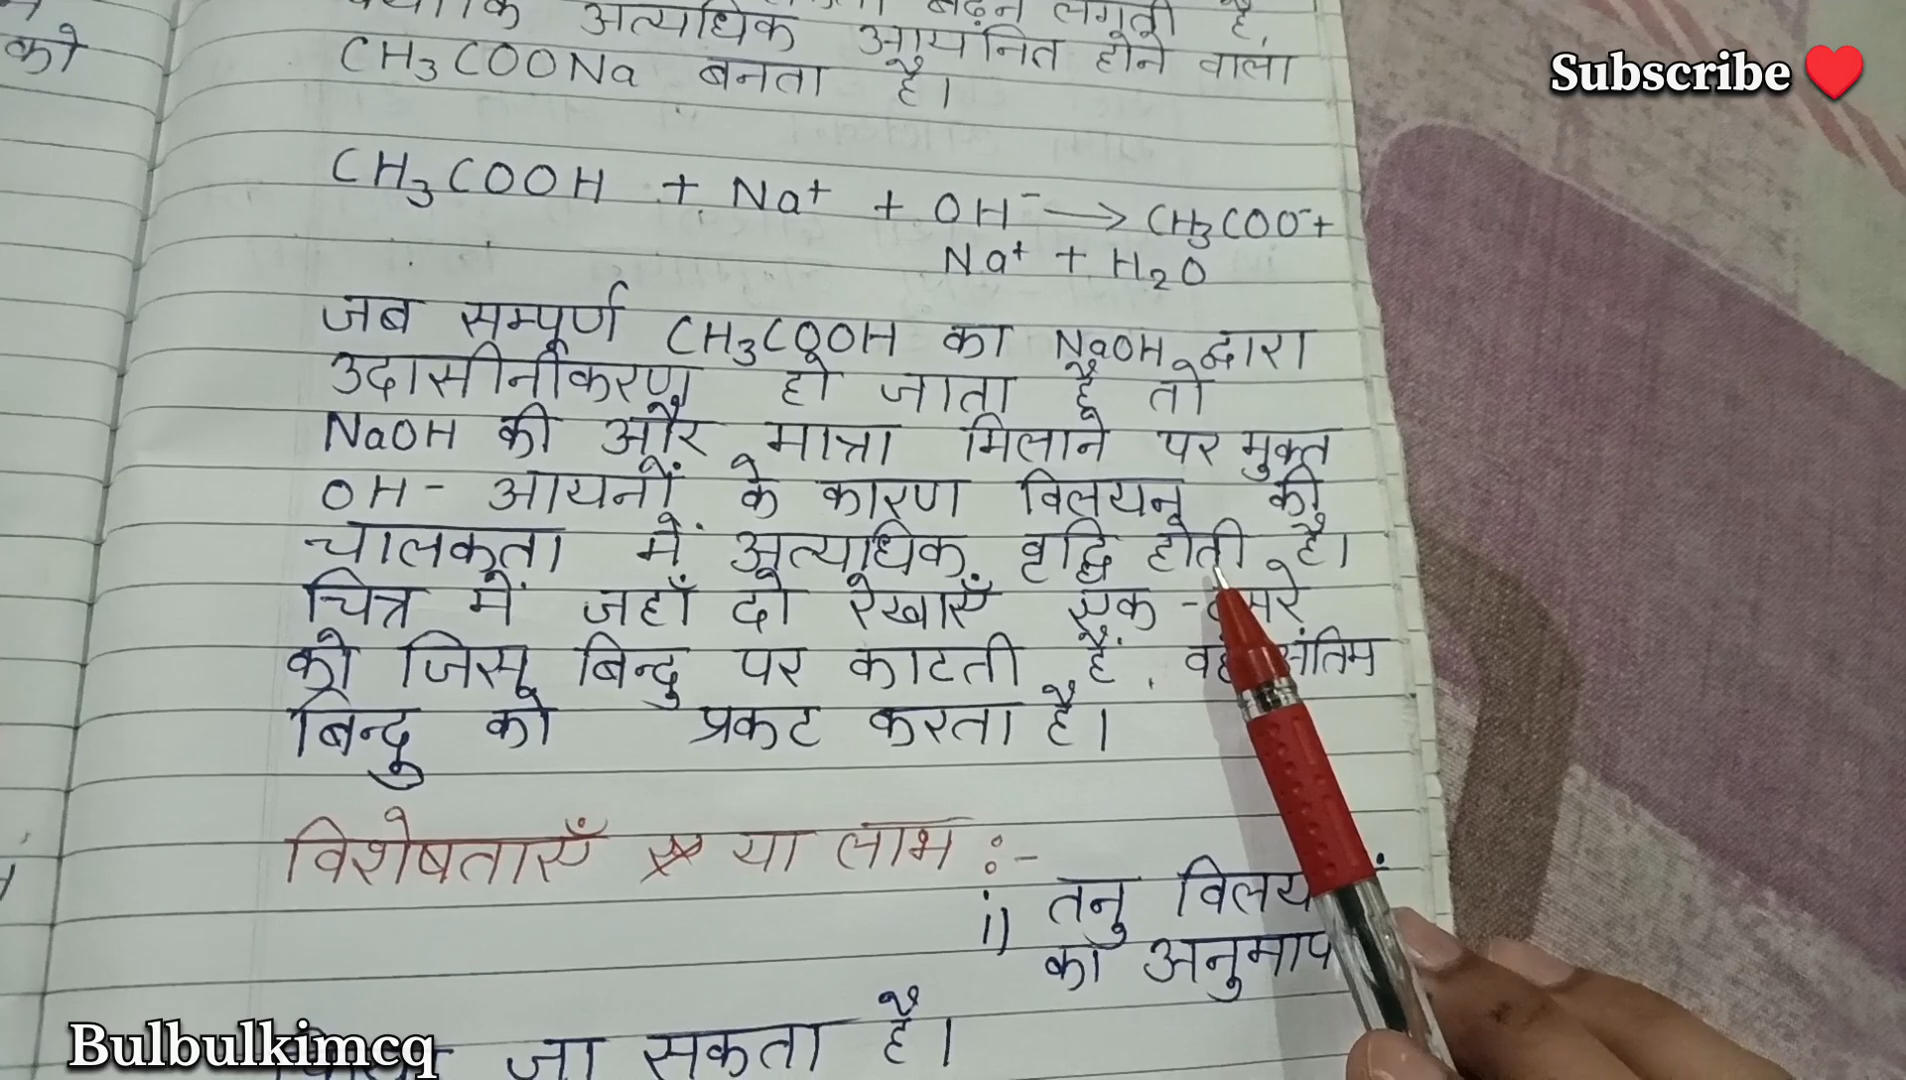 अत्यधिक आयनित होने वाला
को
CH3COONa बनता है।
Subscribe
CH3COOH + Na+ + OH- → CH3COO-+
Na+ + H2O
जब सम्पूर्ण CH3COOH का NaOH द्वारा
उदासीनीकरण हो जाता है तो
NaOH की और मात्रा मिलाने पर मुक्त
OH- आयनों के कारण विलयन की
चालकता में अत्यधिक वृद्धि होती है।
चित्र में जहाँ दो रेखाएँ एक-दूसरे
को जिस बिन्दु पर काटती हैं, वह अंतिम
बिन्दु को प्रकट करता है।
विशेषताएँ या लाभ :-
i) तनु
का
जा सकता है।
Bulbulkimcq